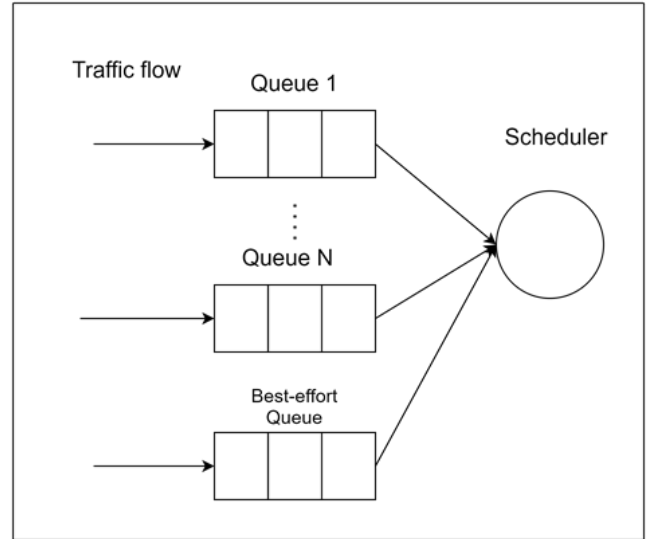 Traffic flow
Queue 1
Scheduler
Queue N
Best-effort
Queue